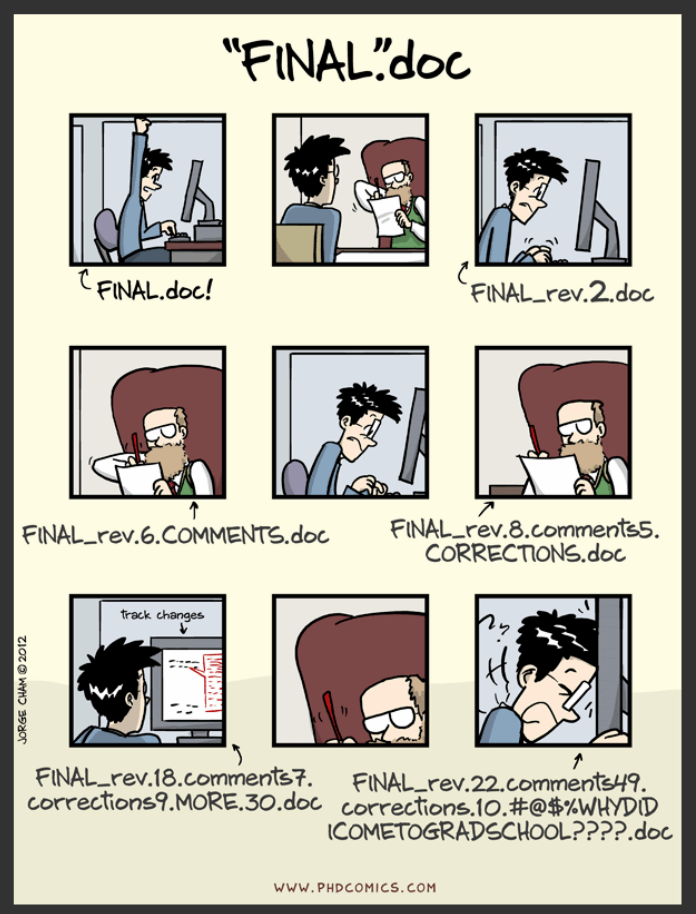 "FINAL".doc
FINAL.doc!
FINAL_rev.2.doc
FINAL_rev.6.COMMENTS.doc
FINAL_rev.8.comments5.
CORRECTIONS.doc
track changes
FINAL_rev.18.comments7.
corrections9.MORE.30.doc
FINAL_rev.22.comments49.
corrections.10.#@$%WHYDID
ICOMETOGRADSCHOOL????.doc
JORGE CHAM © 2012
WWW.PHDCOMICS.COM